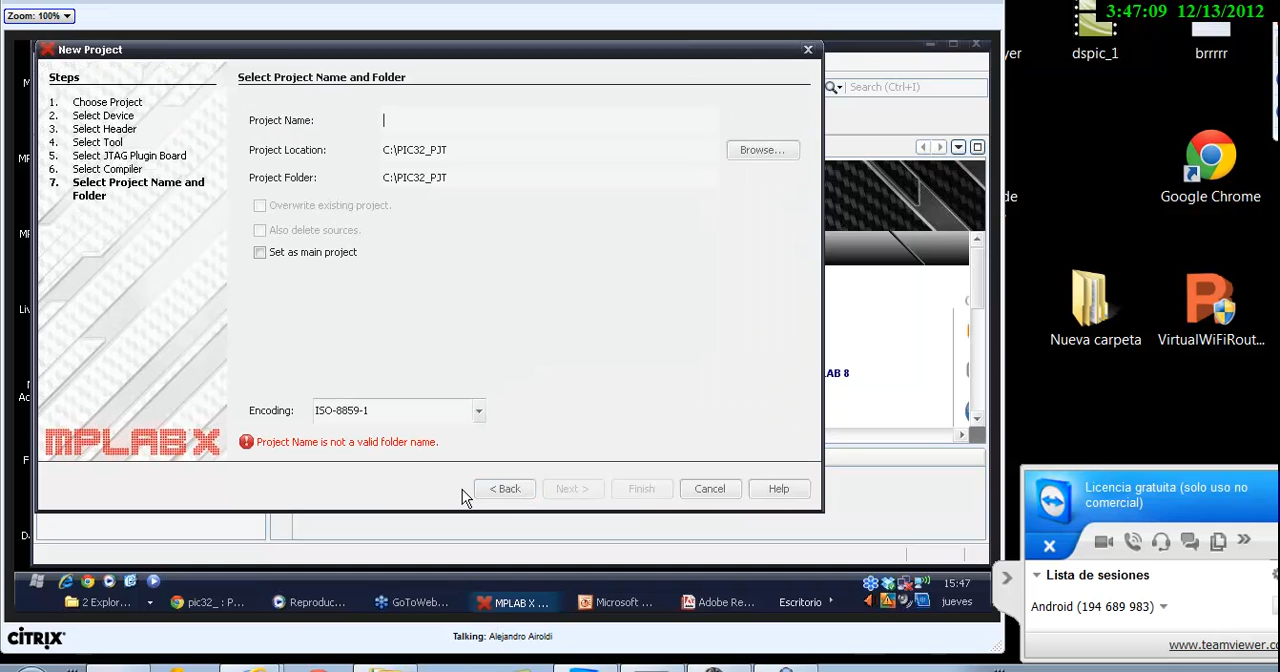 Zoom: 100%
3:47:09 12/13/2012
New Project
Steps
1. Choose Project
2. Select Device
3. Select Header
4. Select Tool
5. Select JTAG Plugin Board
6. Select Compiler
7. Select Project Name and
Folder
Select Project Name and Folder
Project Name:
Project Location: C:\PIC32_PJT
Browse...
Project Folder: C:\PIC32_PJT
Overwrite existing project.
Also delete sources.
Set as main project
Encoding: ISO-8859-1
Project Name is not a valid folder name.
MPLAB X
< Back
Next >
Finish
Cancel
Help
Search (Ctrl+I)
LAB 8
yer
dspic_1
brrrrr
Google Chrome
de
Nueva carpeta
VirtualWiFiRout...
Licencia gratuita (solo uso no
comercial)
Lista de sesiones
Android (194 689 983)
www.teamviewer.com
15:47
2 Explor...
pic32_ : P...
Reproduc...
GoToWeb...
MPLAB X ...
Microsoft ...
Adobe Re...
Escritorio
jueves
CITRIX
Talking: Alejandro Airoldi